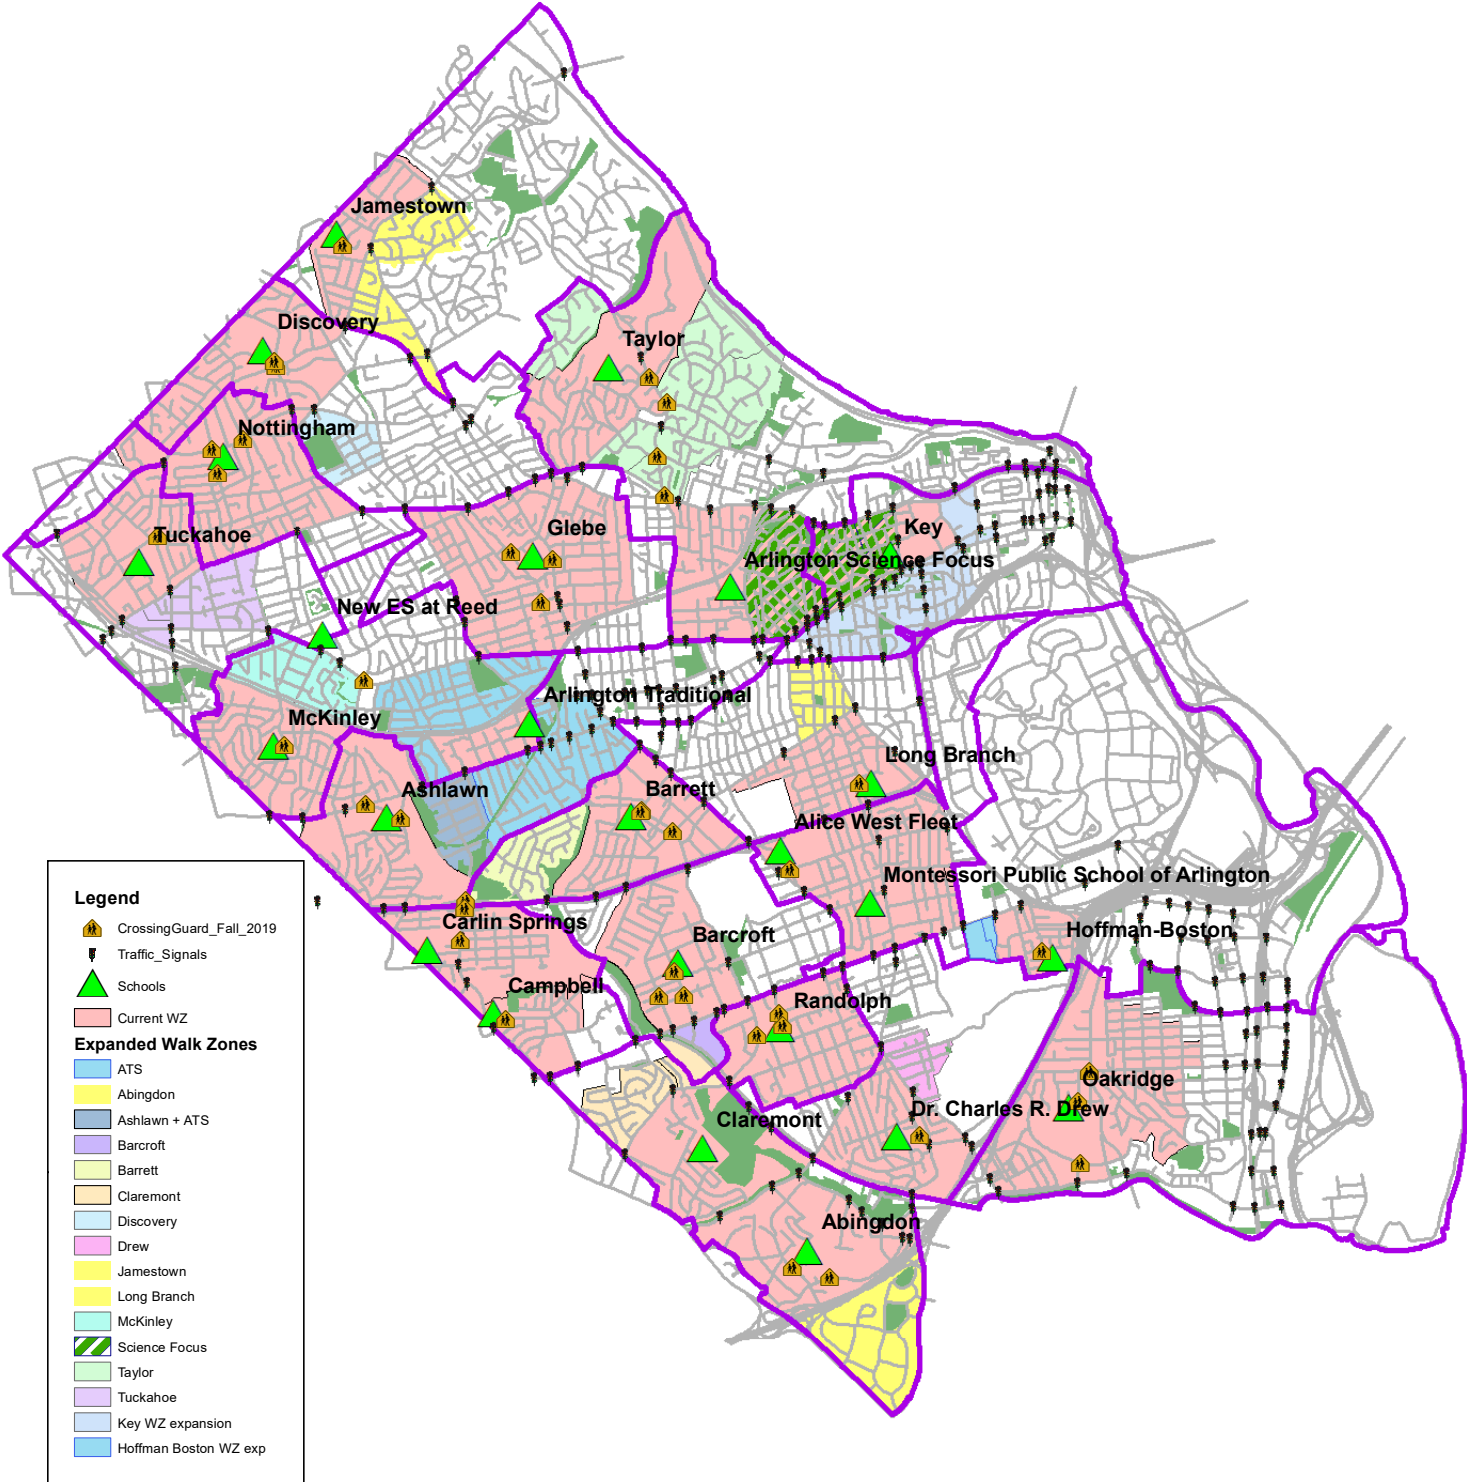 Jamestown
Discovery
Taylor
Nottingham
Tuckahoe
Glebe
Key
Arlington Science Focus
New ES at Reed
Arlington Traditional
McKinley
Long Branch
Ashlawn
Barrett
Alice West Fleet
Montessori Public School of Arlington
Carlin Springs
Barcroft
Hoffman-Boston
Campbell
Randolph
Oakridge
Claremont
Dr. Charles R. Drew
Abingdon
Legend
CrossingGuard_Fall_2019
Traffic_Signals
Schools
Current WZ
Expanded Walk Zones
ATS
Abingdon
Ashlawn + ATS
Barcroft
Barrett
Claremont
Discovery
Drew
Jamestown
Long Branch
McKinley
Science Focus
Taylor
Tuckahoe
Key WZ expansion
Hoffman Boston WZ exp